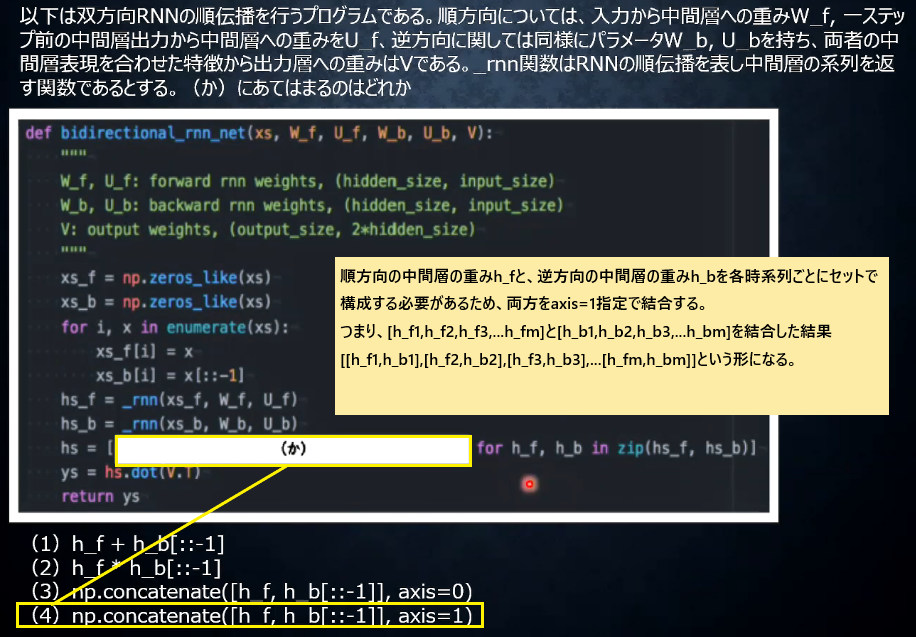 以下は双方向RNNの順伝播を行うプログラムである。順方向については、入力から中間層への重みW_f, 一ステッ
プ前の中間層出力から中間層への重みをU_f、逆方向に関しては同様にパラメータW_b, U_bを持ち、両者の中
間層表現を合わせた特徴から出力層への重みはVである。_rnn関数はRNNの順伝播を表し中間層の系列を返
す関数であるとする。（か）にあてはまるのはどれか
def bidirectional_rnn_net(xs, W_f, U_f, W_b, U_b, V):
"""
W_f, U_f: forward rnn weights, (hidden_size, input_size)
W_b, U_b: backward rnn weights, (hidden_size, input_size)
V: output weights, (output_size, 2*hidden_size)
"""
xs_f = np.zeros_like(xs)
xs_b = np.zeros_like(xs)
for i, x in enumerate(xs):
xs_f[i] = x
xs_b[i] = x[::-1]
hs_f = _rnn(xs_f, W_f, U_f)
hs_b = _rnn(xs_b, W_b, U_b)
hs = [ （か） for h_f, h_b in zip(hs_f, hs_b)]
ys = hs.dot(V.T)
return ys
順方向の中間層の重みh_fと、逆方向の中間層の重みh_bを各時系列ごとにセットで
構成する必要があるため、両方をaxis=1指定で結合する。
つまり、[h_f1,h_f2,h_f3,...h_fm]と[h_b1,h_b2,h_b3,...h_bm]を結合した結果
[[h_f1,h_b1],[h_f2,h_b2],[h_f3,h_b3],...[h_fm,h_bm]]という形になる。
（1）h_f + h_b[::-1]
（2）h_f * h_b[::-1]
（3）np.concatenate([h_f, h_b[::-1]], axis=0)
（4）np.concatenate([h_f, h_b[::-1]], axis=1)